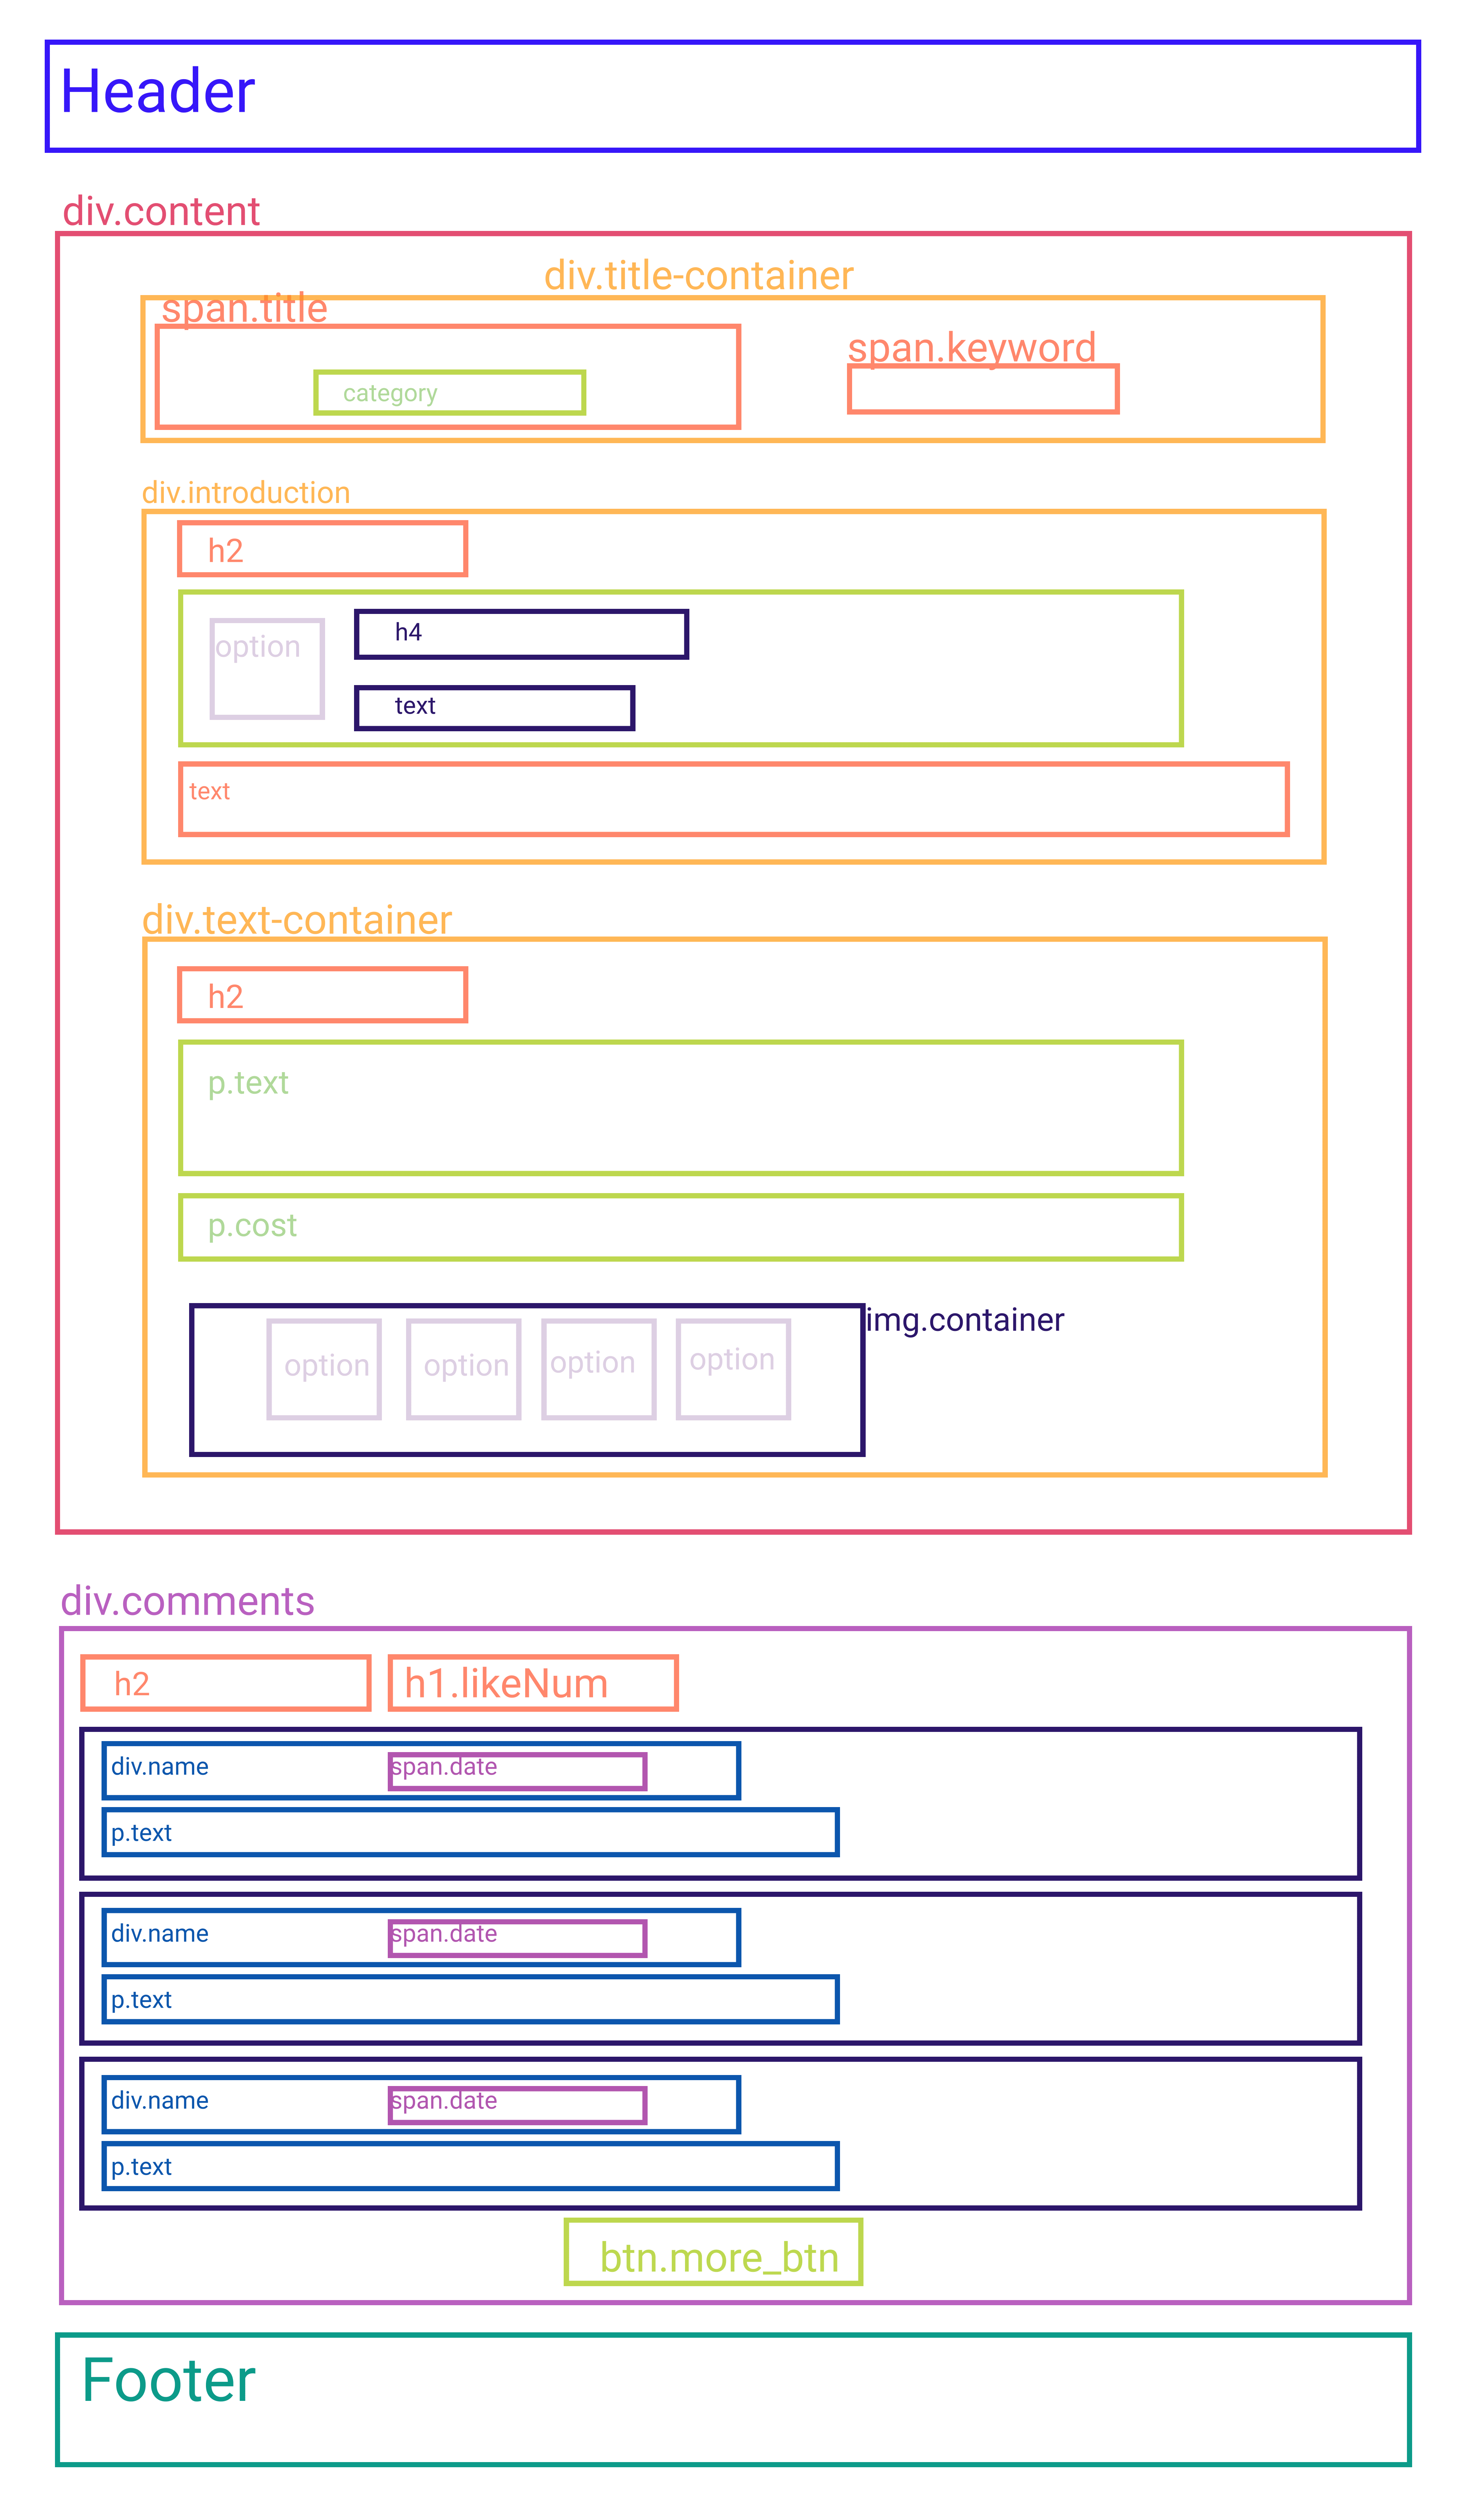 Header
div.content
div.title-container
span.title
span.keyword
category
div.introduction
h2
option
h4
text
text
div.text-container
h2
p.text
p.cost
img.container
option
option
option
option
div.comments
h2
h1.likeNum
div.name
span.date
p.text
div.name
span.date
p.text
div.name
span.date
p.text
btn.more_btn
Footer